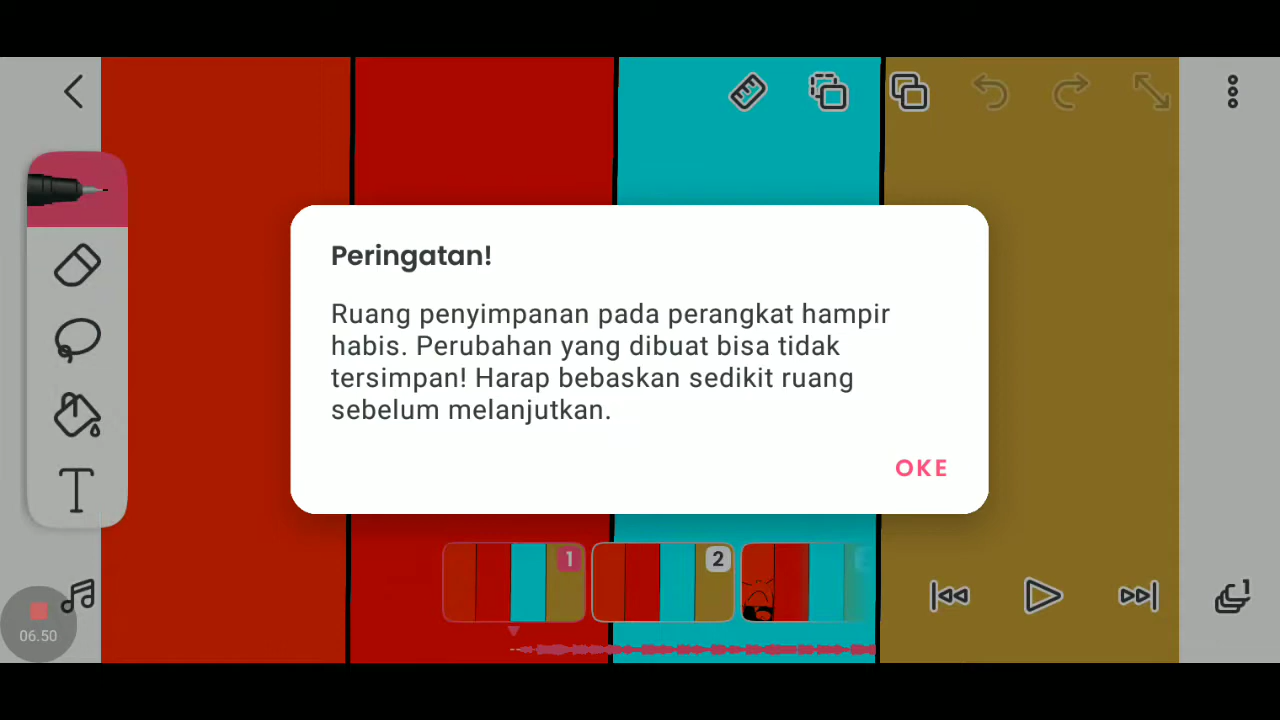 Peringatan!
Ruang penyimpanan pada perangkat hampir
habis. Perubahan yang dibuat bisa tidak
tersimpan! Harap bebaskan sedikit ruang
sebelum melanjutkan.
OKE
1
2
06.50